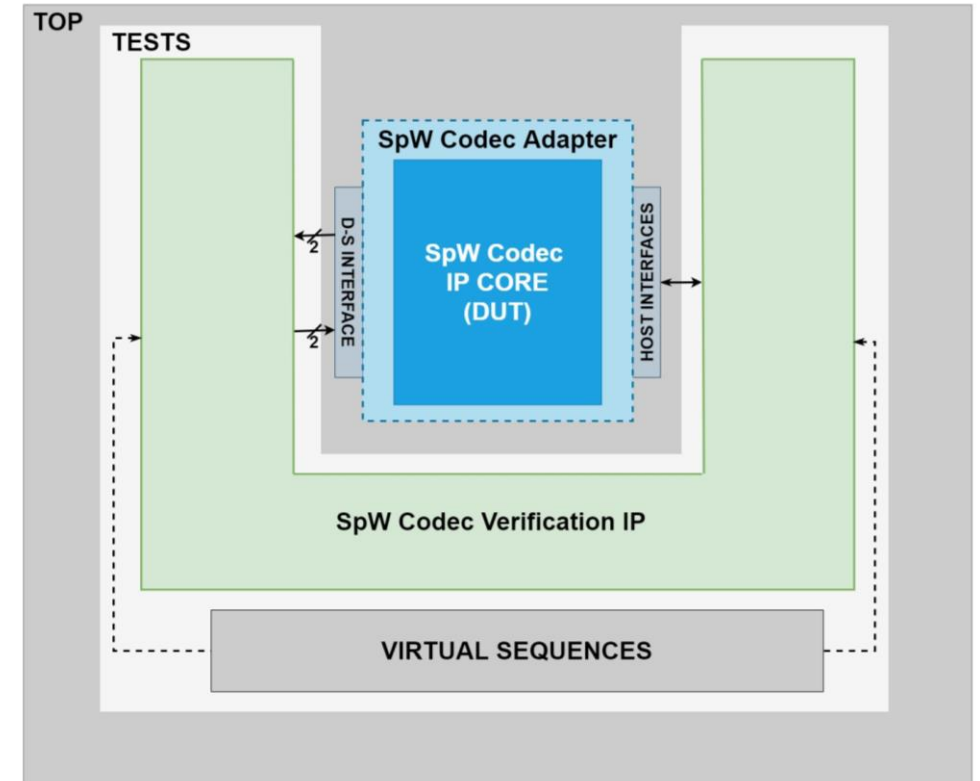 TOP
TESTS
SpW Codec Adapter
SpW Codec
IP CORE
(DUT)
D-S INTERFACE
HOST INTERFACES
2
2
SpW Codec Verification IP
VIRTUAL SEQUENCES